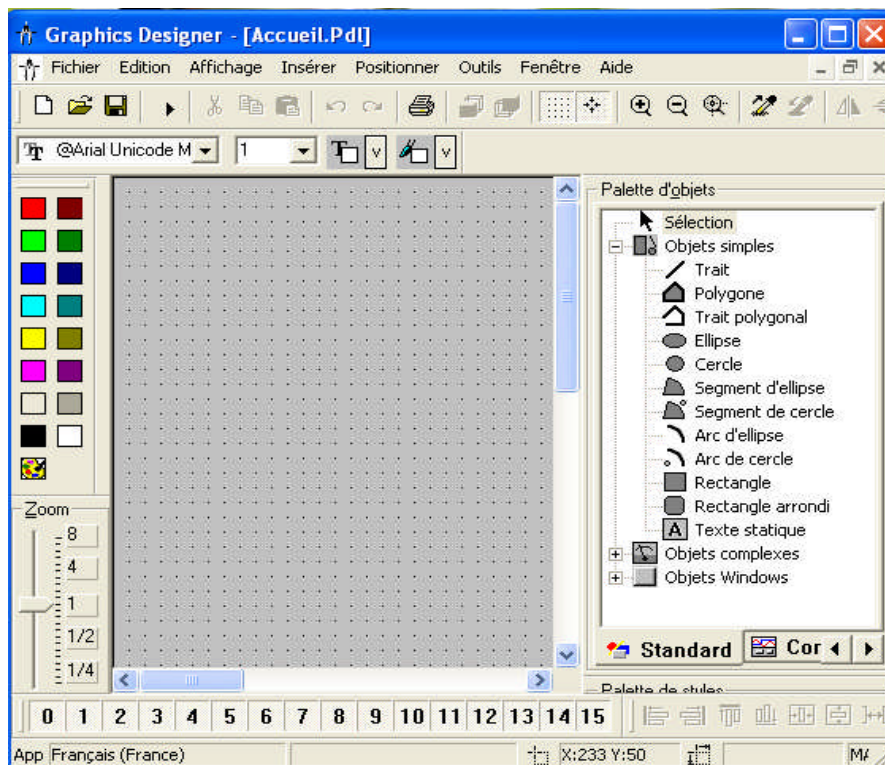 Graphics Designer - [Accueil.Pdl]
Fichier Edition Affichage Insérer Positionner Outils Fenêtre Aide
@Arial Unicode M 1
Palette d'objets
Sélection
Objets simples
Trait
Polygone
Trait polygonal
Ellipse
Cercle
Segment d'ellipse
Segment de cercle
Arc d'ellipse
Arc de cercle
Rectangle
Rectangle arrondi
A Texte statique
Objets complexes
Objets Windows
Zoom
8
4
1
1/2
1/4
Standard Cor
Palette de styles
0 1 2 3 4 5 6 7 8 9 10 11 12 13 14 15
App Français (France) X:233 Y:50